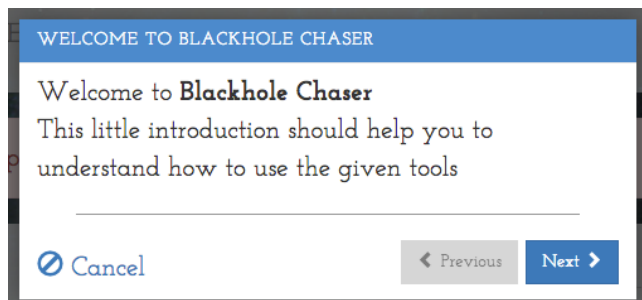 WELCOME TO BLACKHOLE CHASER
Welcome to Blackhole Chaser
This little introduction should help you to
understand how to use the given tools
Cancel
Previous
Next